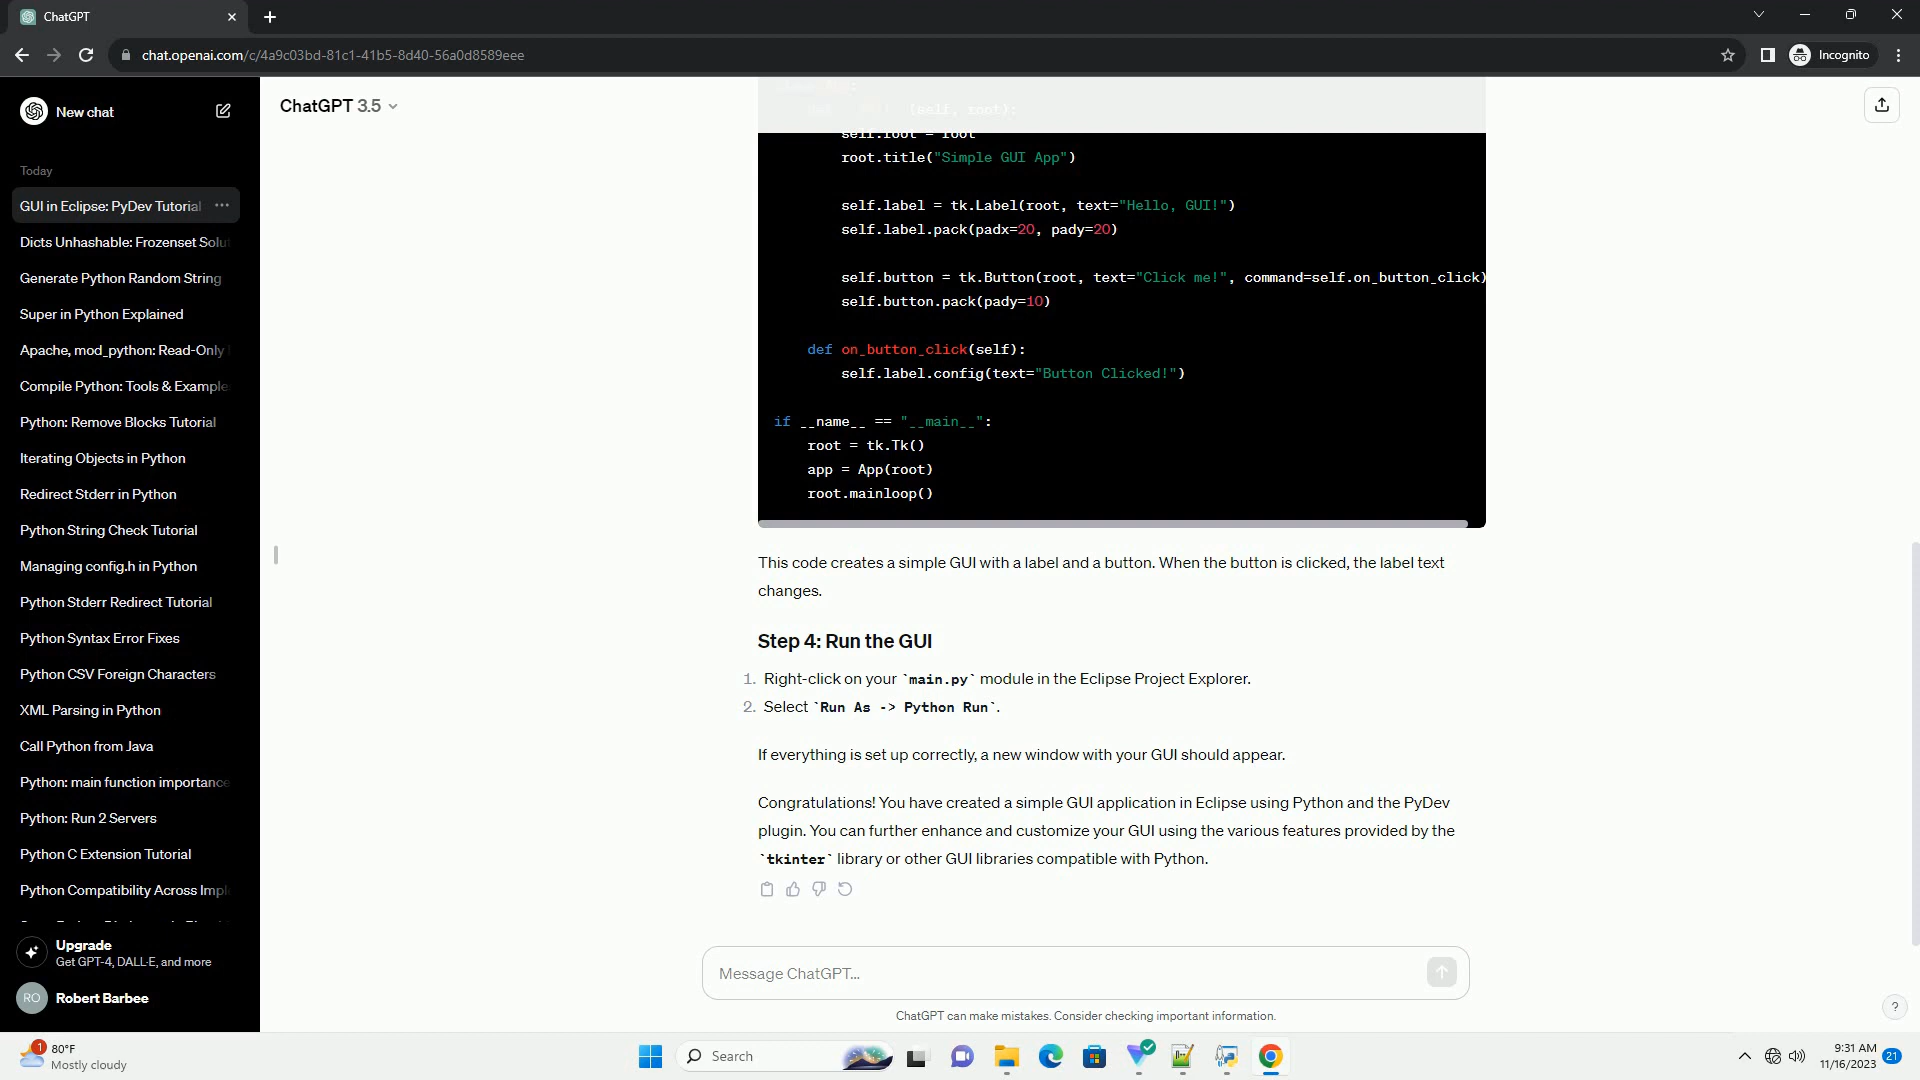 ChatGPT
chat.openai.com/c/4a9c03bd-81c1-41b5-8d40-56a0d8589eee
Incognito
New chat
Today
GUI in Eclipse: PyDev Tutorial
Dicts Unhashable: Frozenset Solut
Generate Python Random String
Super in Python Explained
Apache, mod_python: Read-Only
Compile Python: Tools & Example
Python: Remove Blocks Tutorial
Iterating Objects in Python
Redirect Stderr in Python
Python String Check Tutorial
Managing config.h in Python
Python Stderr Redirect Tutorial
Python Syntax Error Fixes
Python CSV Foreign Characters
XML Parsing in Python
Call Python from Java
Python: main function importance
Python: Run 2 Servers
Python C Extension Tutorial
Python Compatibility Across Impl
Upgrade
Get GPT-4, DALL·E, and more
RO
Robert Barbee
ChatGPT 3.5
(self, root):
self.root = root
root.title("Simple GUI App")
self.label = tk.Label(root, text="Hello, GUI!")
self.label.pack(padx=20, pady=20)
self.button = tk.Button(root, text="Click me!", command=self.on_button_click)
self.button.pack(pady=10)
def on_button_click(self):
self.label.config(text="Button Clicked!")
if __name__ == "__main__":
root = tk.Tk()
app = App(root)
root.mainloop()
This code creates a simple GUI with a label and a button. When the button is clicked, the label text
changes.
Step 4: Run the GUI
1. Right-click on your `main.py` module in the Eclipse Project Explorer.
2. Select `Run As -> Python Run`.
If everything is set up correctly, a new window with your GUI should appear.
Congratulations! You have created a simple GUI application in Eclipse using Python and the PyDev
plugin. You can further enhance and customize your GUI using the various features provided by the
`tkinter` library or other GUI libraries compatible with Python.
Message ChatGPT...
ChatGPT can make mistakes. Consider checking important information.
?
1
80°F
Mostly cloudy
Search
9:31 AM
11/16/2023
21